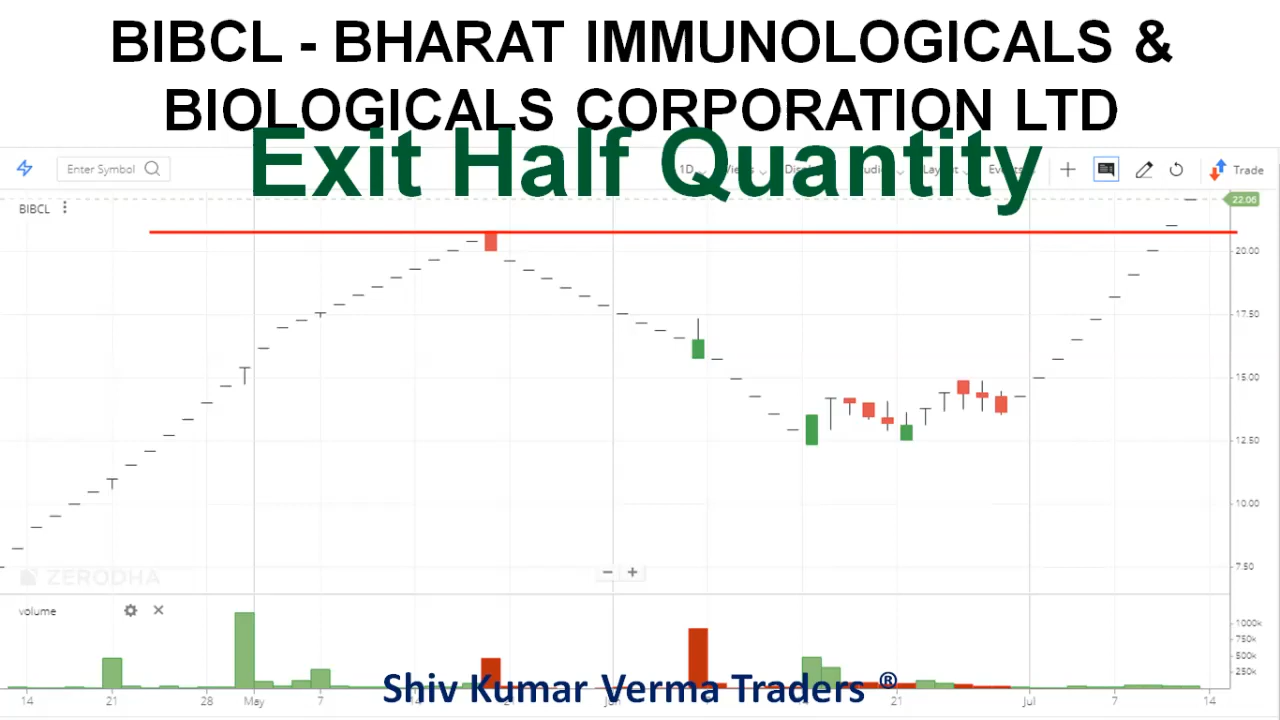 BIBCL - BHARAT IMMUNOLOGICALS &
BIOLOGICALS CORPORATION LTD
Exit Half Quantity
Enter Symbol
1D
Trade
BIBCL
22.06
20.00
17.50
15.00
12.50
10.00
7.50
ZERODHA
volume
1000k
750k
500k
250k
Shiv Kumar Verma Traders ®
14
21
28
May
7
21
Jul
7
14